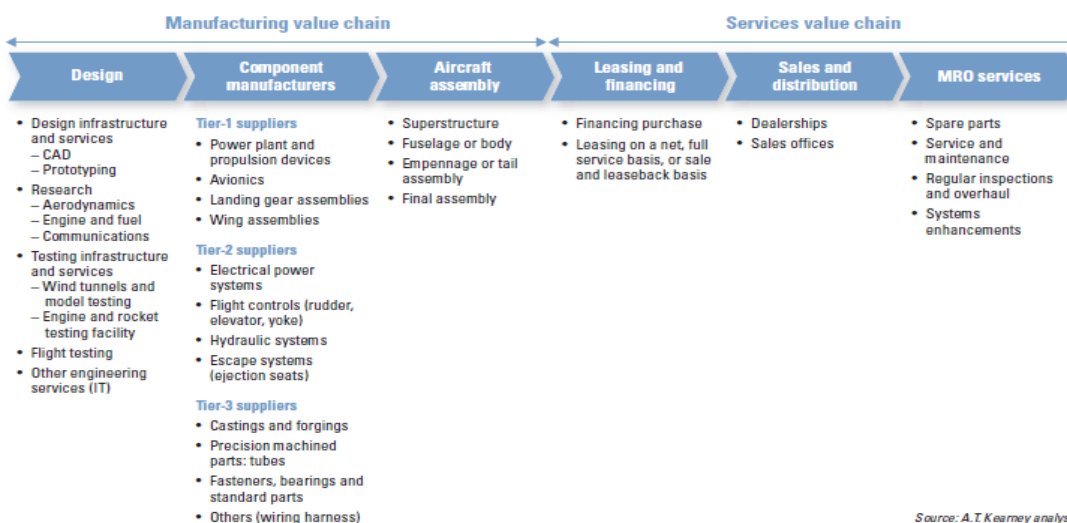 Manufacturing value chain
Services value chain
Design
Component
manufacturers
Aircraft
assembly
Leasing and
financing
Sales and
distribution
MRO services
• Design infrastructure
and services
– CAD
– Prototyping
• Research
– Aerodynamics
– Engine and fuel
– Communications
• Testing infrastructure
and services
– Wind tunnels and
model testing
– Engine and rocket
testing facility
• Flight testing
• Other engineering
services (IT)
Tier-1 suppliers
• Power plant and
propulsion devices
• Avionics
• Landing gear assemblies
• Wing assemblies
Tier-2 suppliers
• Electrical power
systems
• Flight controls (rudder,
elevator, yoke)
• Hydraulic systems
• Escape systems
(ejection seats)
Tier-3 suppliers
• Castings and forgings
• Precision machined
parts: tubes
• Fasteners, bearings and
standard parts
• Others (wiring harness)
• Superstructure
• Fuselage or body
• Empennage or tail
assembly
• Final assembly
• Financing purchase
• Leasing on a net, full
service basis, or sale
and leaseback basis
• Dealerships
• Sales offices
• Spare parts
• Service and
maintenance
• Regular inspections
and overhaul
• Systems
enhancements
Source: A.T. Kearney analys